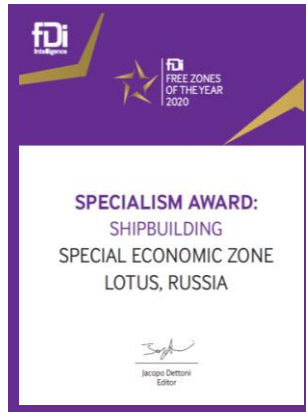 fDi
Intelligence
fDi
FREE ZONES
OF THE YEAR
2020
SPECIALISM AWARD:
SHIPBUILDING
SPECIAL ECONOMIC ZONE
LOTUS, RUSSIA
Jacopo Dettoni
Editor